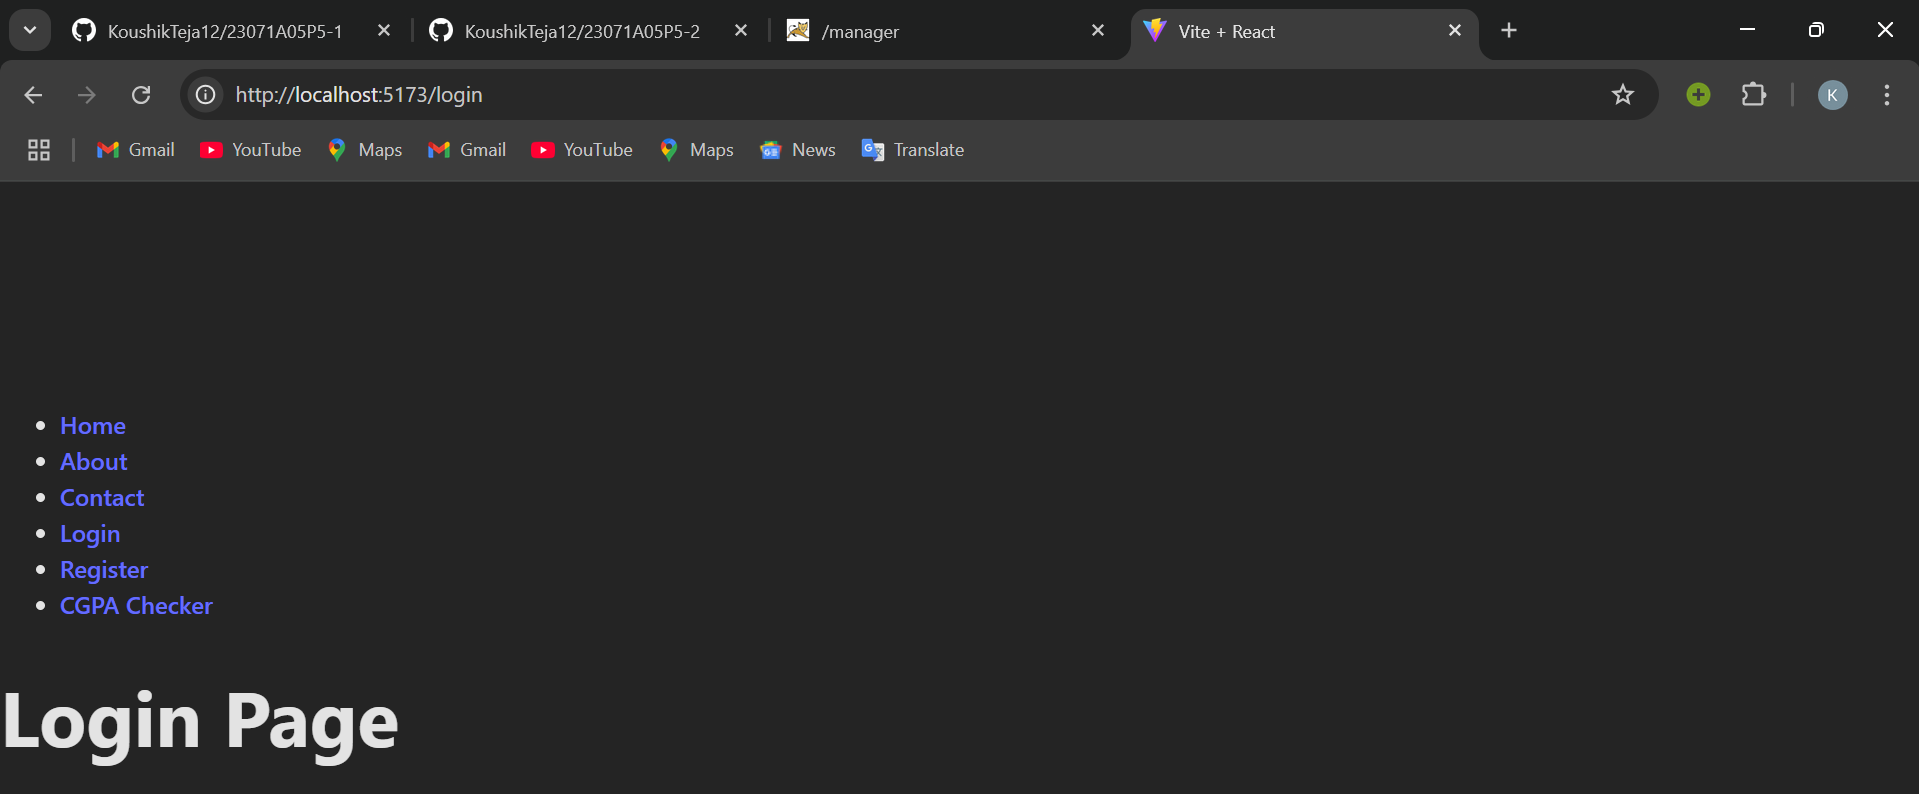 KoushikTeja12/23071A05P5-1
KoushikTeja12/23071A05P5-2
/manager
Vite + React
http://localhost:5173/login
K
Gmail
YouTube
Maps
Gmail
YouTube
Maps
News
Translate
Home
About
Contact
Login
Register
CGPA Checker
Login Page